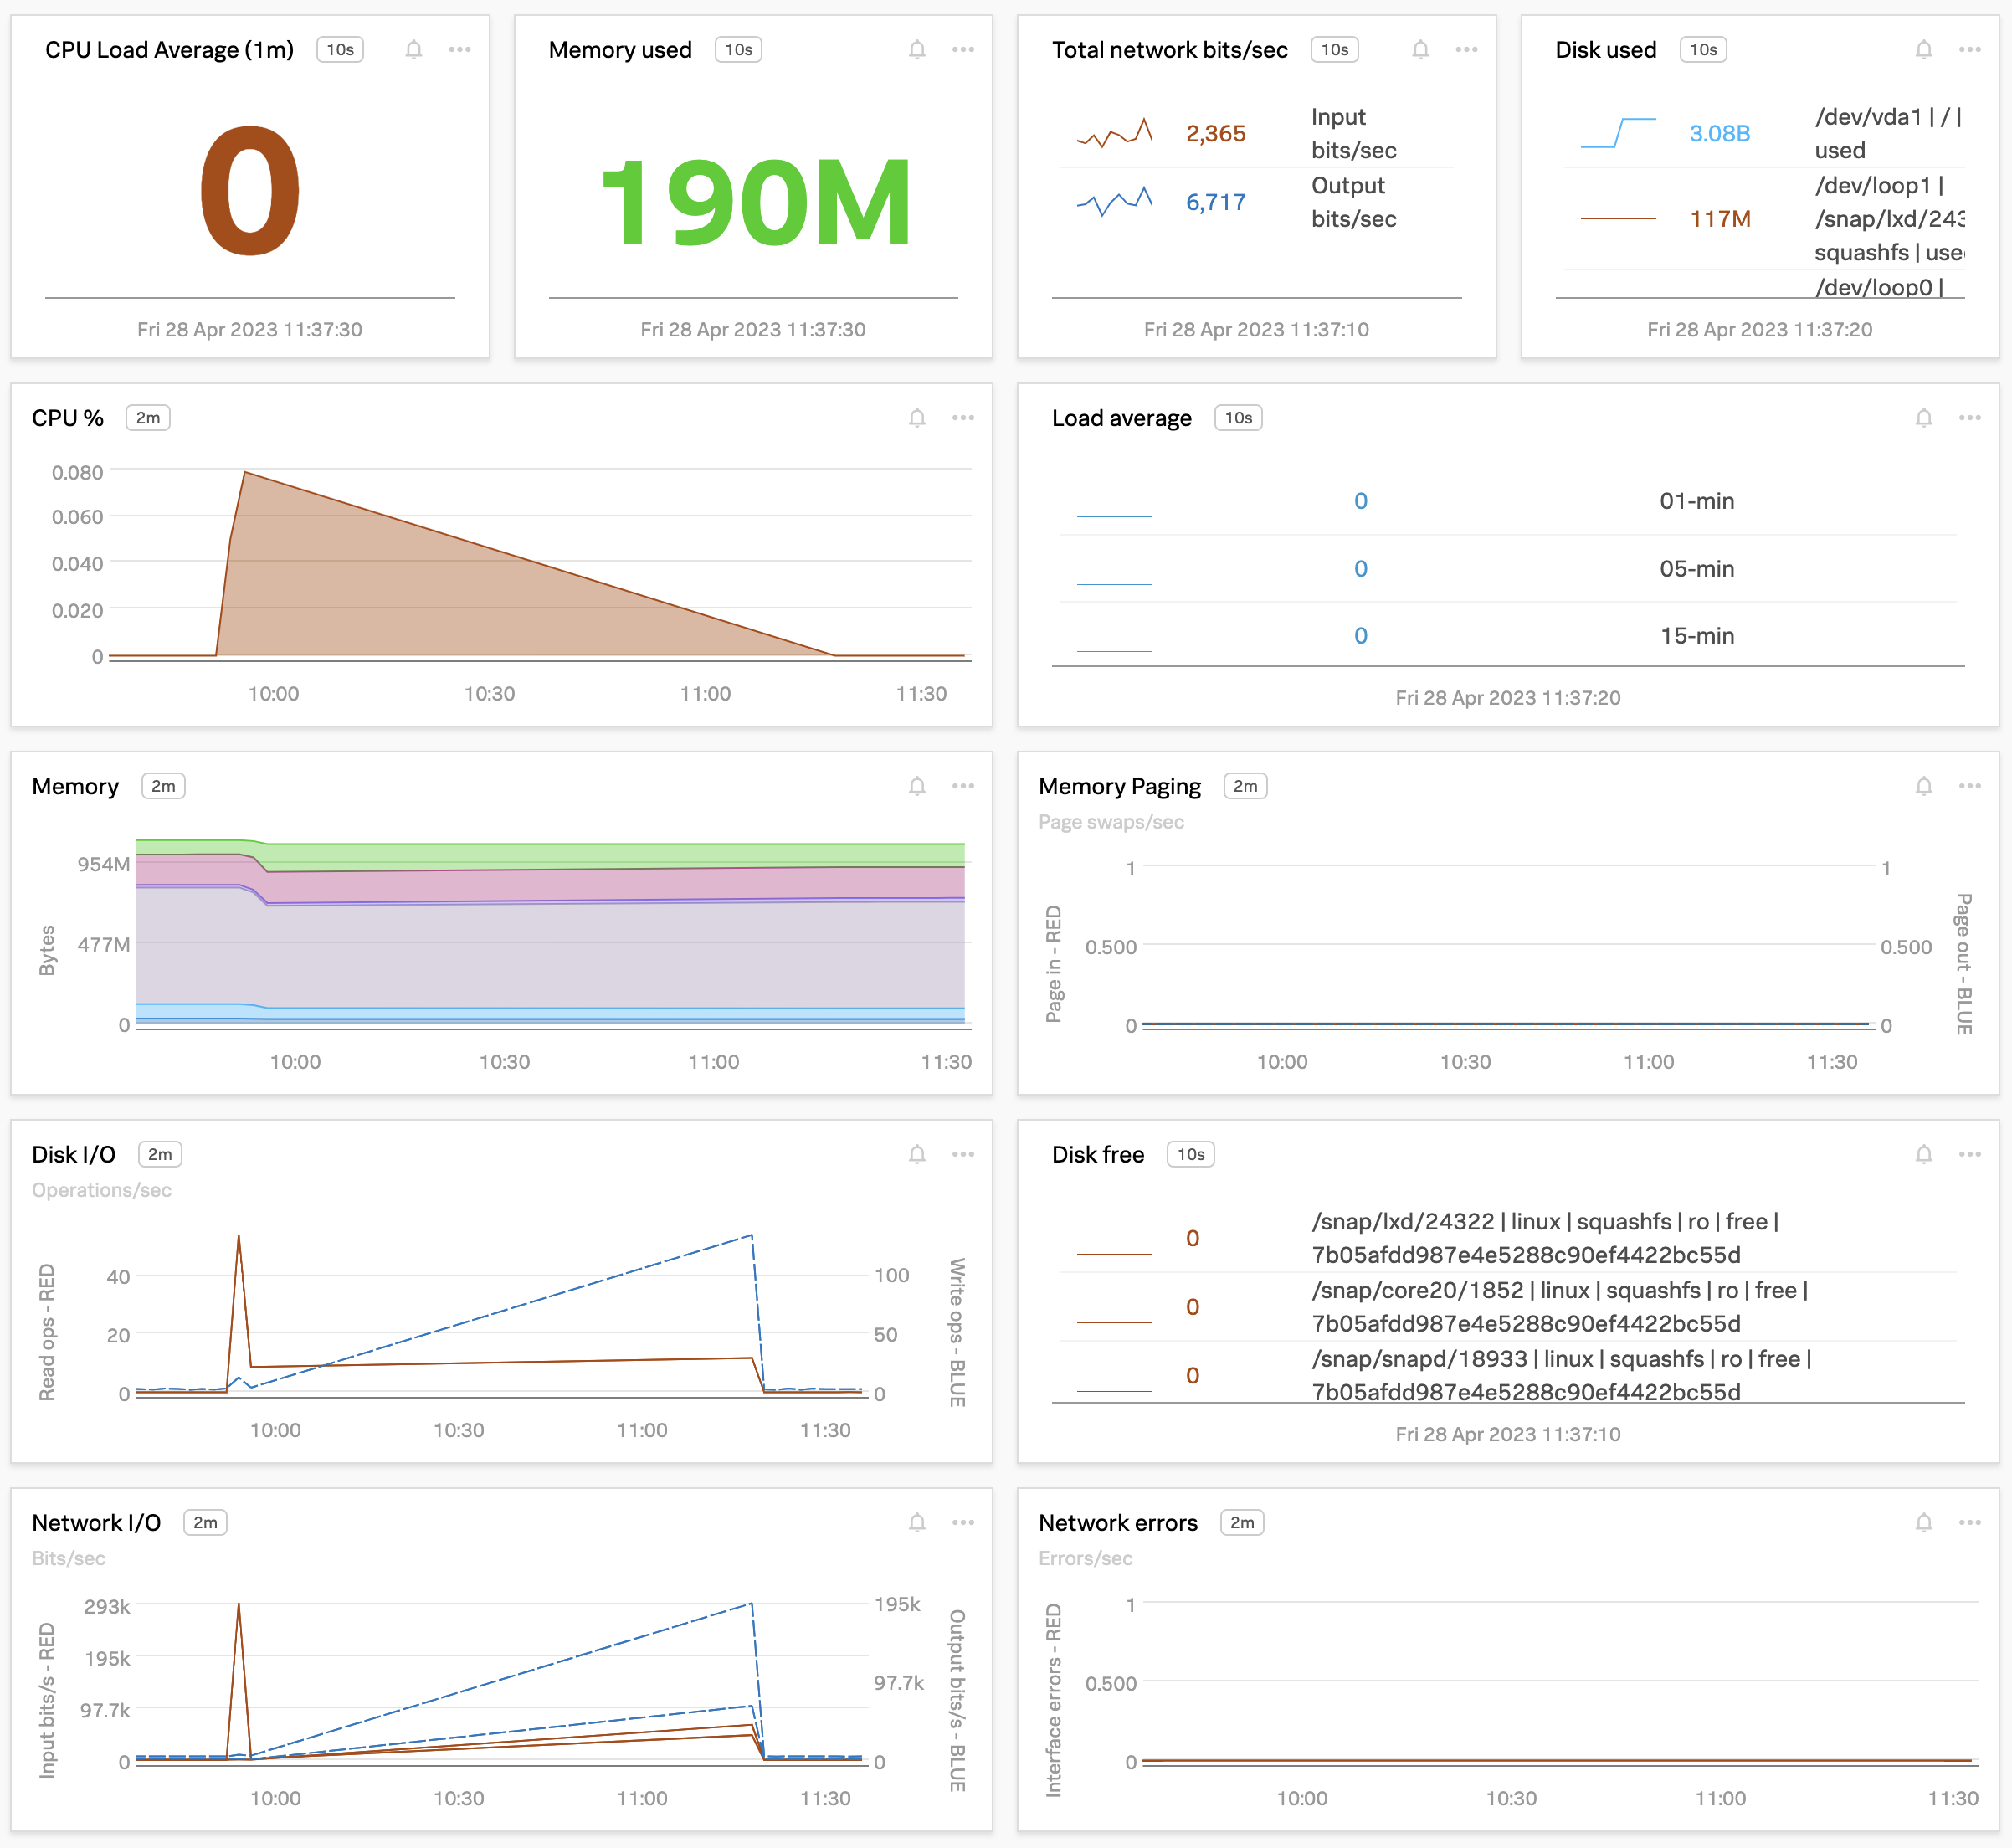 CPU Load Average (1m) 10s
0
Fri 28 Apr 2023 11:37:30
Memory used 10s
190M
Fri 28 Apr 2023 11:37:30
Total network bits/sec 10s
2,365 Input
bits/sec
6,717 Output
bits/sec
Fri 28 Apr 2023 11:37:10
Disk used 10s
3.08B /dev/vda1 | / |
used
/dev/loop1 |
117M /snap/lxd/243
squashfs | use
/dev/loop0 |
Fri 28 Apr 2023 11:37:20
CPU % 2m
0.080
0.060
0.040
0.020
0
10:00 10:30 11:00 11:30
Load average 10s
0 01-min
0 05-min
0 15-min
Fri 28 Apr 2023 11:37:20
Memory 2m
Bytes
954M
477M
0
10:00 10:30 11:00 11:30
Memory Paging 2m
Page swaps/sec
Page in - RED
1 1
0.500 0.500
0 0
Page out - BLUE
10:00 10:30 11:00 11:30
Disk I/O 2m
Operations/sec
Read ops - RED
40 100
20 50
0 0
Write ops - BLUE
10:00 10:30 11:00 11:30
Disk free 10s
0 /snap/lxd/24322 | linux | squashfs | ro | free |
7b05afdd987e4e5288c90ef4422bc55d
0 /snap/core20/1852 | linux | squashfs | ro | free |
7b05afdd987e4e5288c90ef4422bc55d
0 /snap/snapd/18933 | linux | squashfs | ro | free |
7b05afdd987e4e5288c90ef4422bc55d
Fri 28 Apr 2023 11:37:10
Network I/O 2m
Bits/sec
Input bits/s - RED
293k 195k
195k
97.7k 97.7k
0 0
Output bits/s - BLUE
10:00 10:30 11:00 11:30
Network errors 2m
Errors/sec
Interface errors - RED
1
0.500
0
10:00 10:30 11:00 11:30